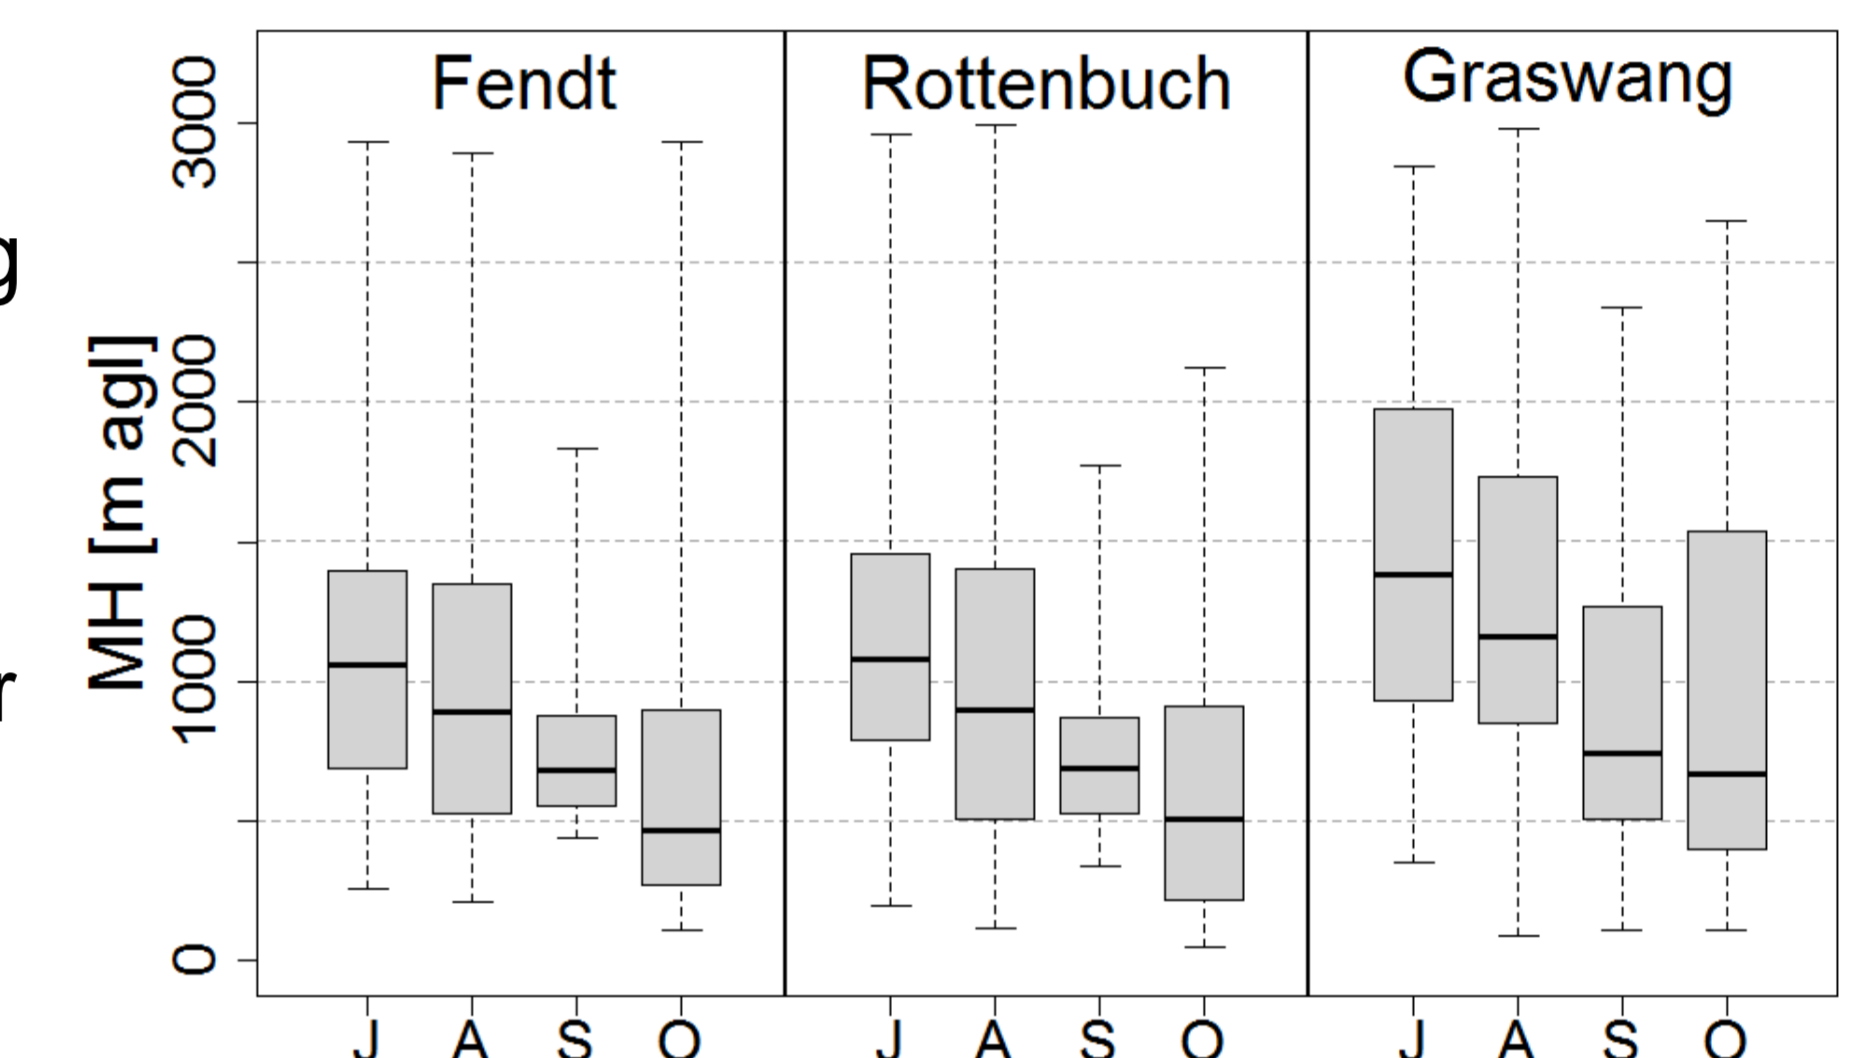 Fendt Rottenbuch Graswang
g
r
MH [m agl]
3000
2000
1000
0
J A S O J A S O J A S O